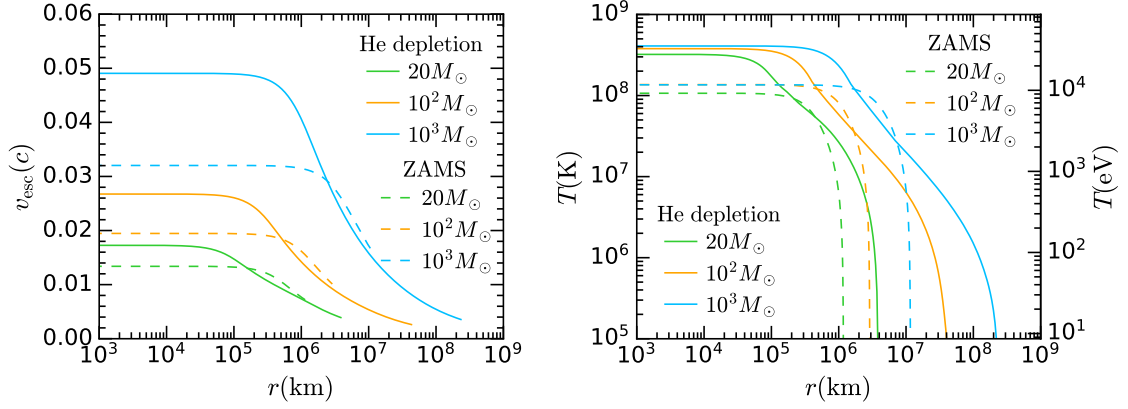 0.06
0.05
0.04
0.03
0.02
0.01
0.00
v_esc(c)
10^3 10^4 10^5 10^6 10^7 10^8 10^9
r(km)
He depletion
20M_⊙
10^2M_⊙
10^3M_⊙
ZAMS
20M_⊙
10^2M_⊙
10^3M_⊙
10^9
10^8
10^7
10^6
10^5
T(K)
10^3 10^4 10^5 10^6 10^7 10^8 10^9
r(km)
ZAMS
20M_⊙
10^2M_⊙
10^3M_⊙
He depletion
20M_⊙
10^2M_⊙
10^3M_⊙
10^4
10^3
10^2
10^1
T(eV)